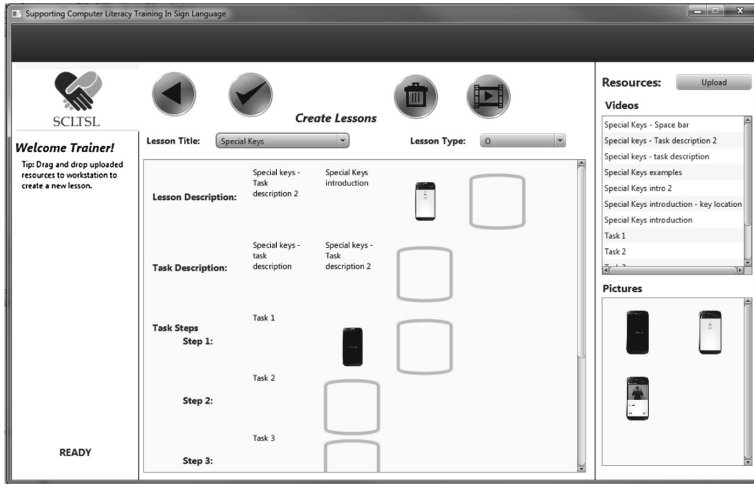 Supporting Computer Literacy Training In Sign Language
SCLTSL
Create Lessons
Resources:
Upload
Videos
Welcome Trainer!
Tip: Drag and drop uploaded
resources to workstation to
create a new lesson.
READY
Lesson Title:
Special Keys
Lesson Type:
0
Lesson Description:
Special keys -
Task
description 2
Special Keys
introduction
Task Description:
Special keys -
task
description
Special keys -
Task
description 2
Task Steps
Step 1:
Task 1
Step 2:
Task 2
Step 3:
Task 3
Special Keys - Space bar
Special keys - Task description 2
Special keys - task description
Special Keys examples
Special Keys intro 2
Special Keys introduction - key location
Special Keys introduction
Task 1
Task 2
Pictures